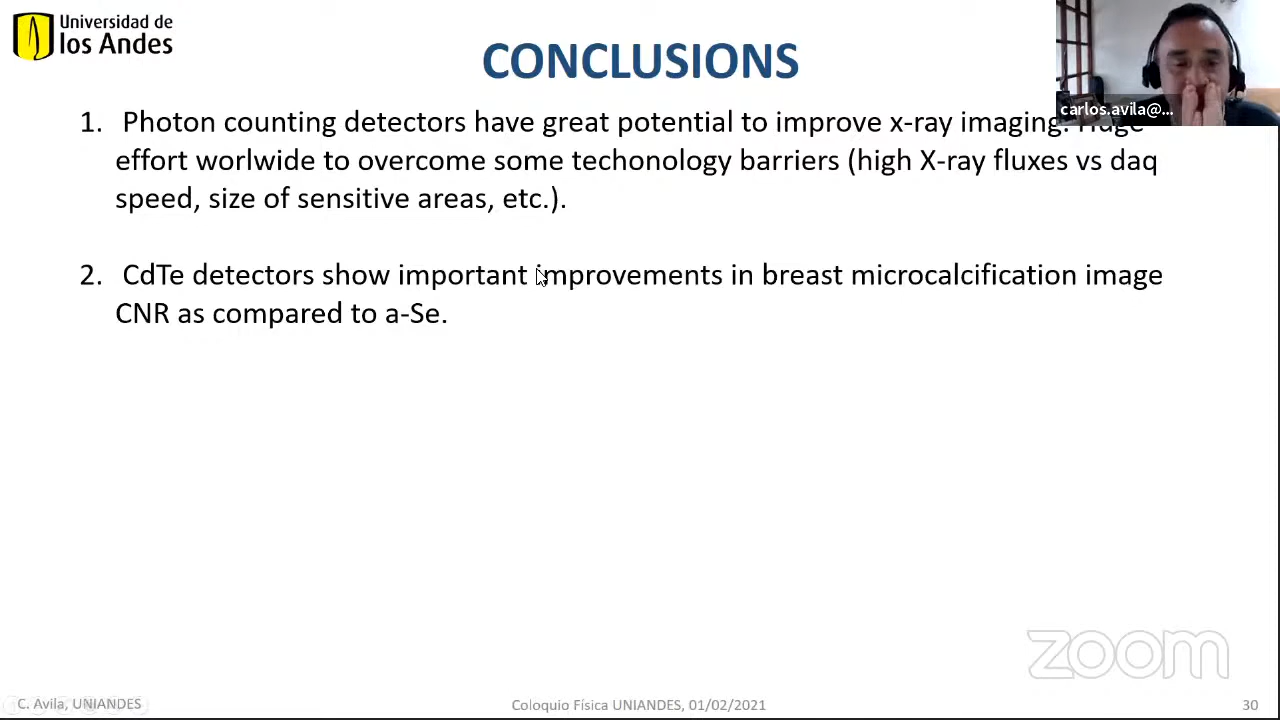 Universidad de
los Andes
CONCLUSIONS
carlos.avila@...
1. Photon counting detectors have great potential to improve x-ray imaging. Huge
effort worlwide to overcome some techonology barriers (high X-ray fluxes vs daq
speed, size of sensitive areas, etc.).
2. CdTe detectors show important improvements in breast microcalcification image
CNR as compared to a-Se.
zoom
C. Avila, UNIANDES
Coloquio Física UNIANDES, 01/02/2021
30